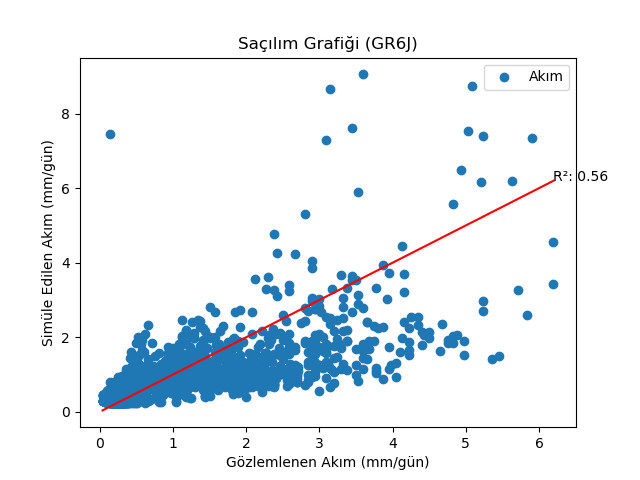 Saçılım Grafiği (GR6J)
Akım
R²: 0.56
8
6
4
2
0
Simüle Edilen Akım (mm/gün)
0 1 2 3 4 5 6
Gözlemlenen Akım (mm/gün)